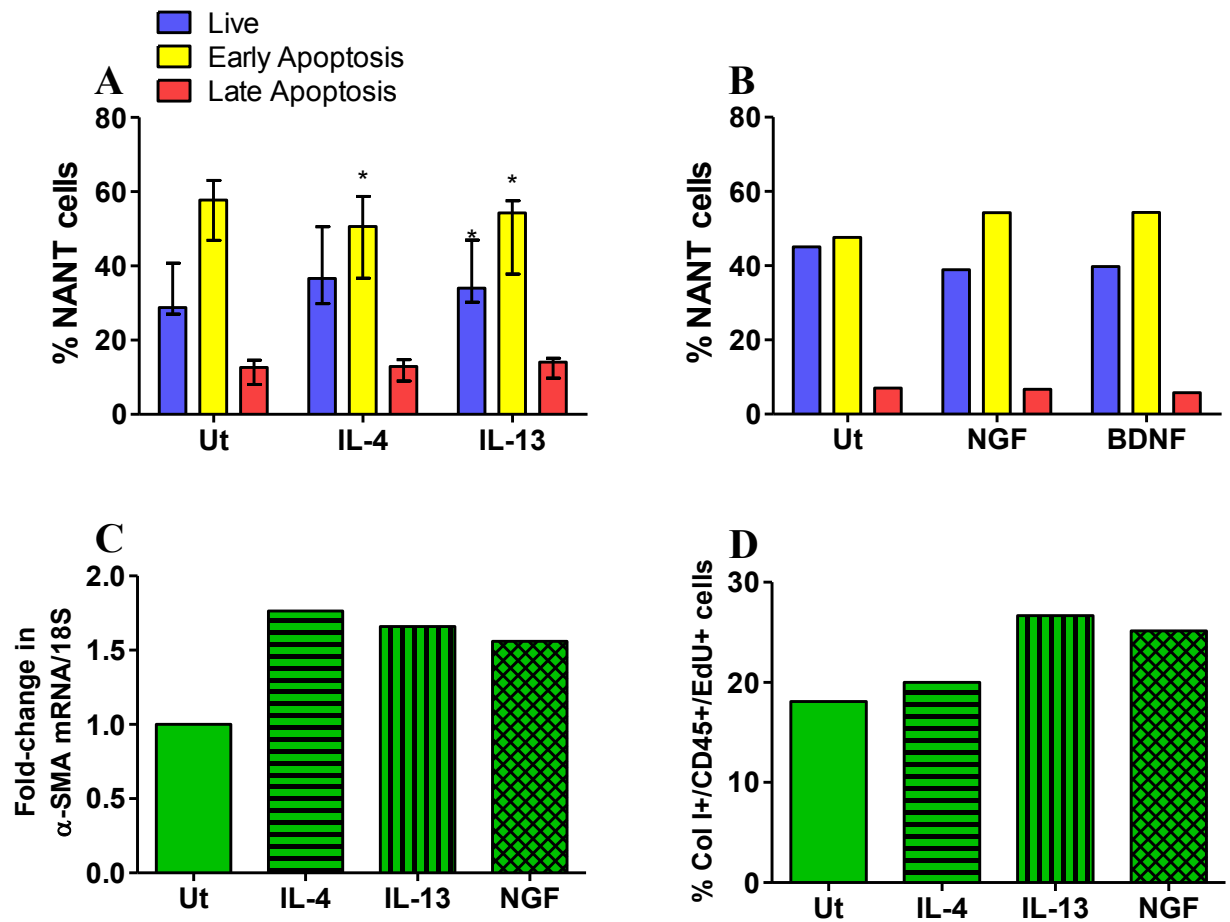 Live
Early Apoptosis
Late Apoptosis
A
% NANT cells
80
60
40
20
0
*
*
*
Ut
IL-4
IL-13
B
% NANT cells
80
60
40
20
0
Ut
NGF
BDNF
C
Fold-change in
α-SMA mRNA/18S
2.0
1.5
1.0
0.5
0.0
Ut
IL-4
IL-13
NGF
D
% Col I+/CD45+/EdU+ cells
30
20
10
0
Ut
IL-4
IL-13
NGF